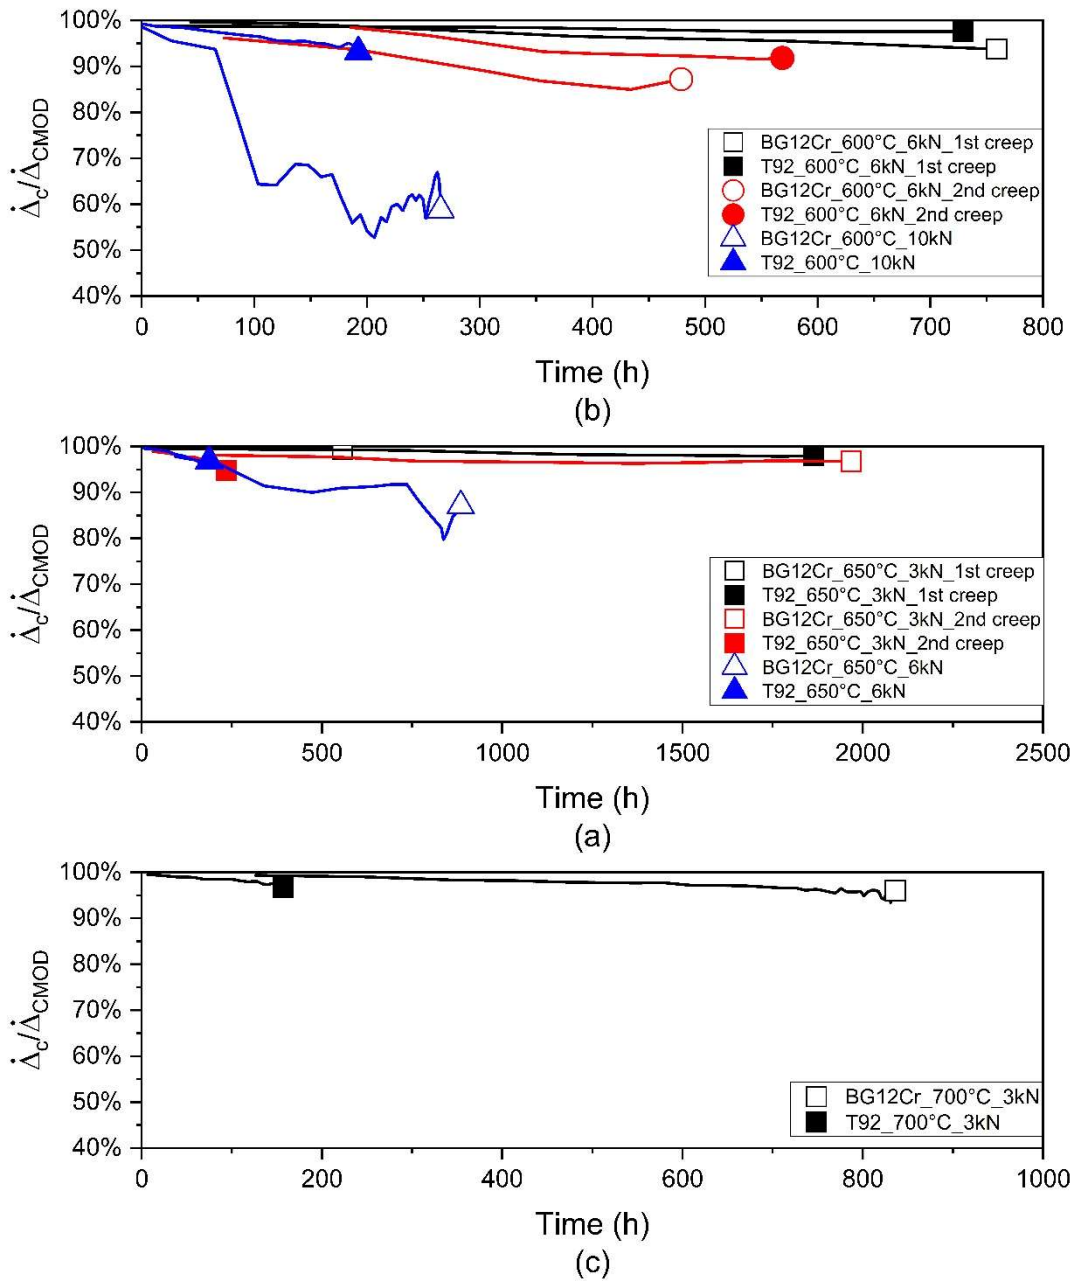 100%
90%
80%
70%
60%
50%
40%
Δ̇c/Δ̇CMOD
BG12Cr_600°C_6kN_1st creep
T92_600°C_6kN_1st creep
BG12Cr_600°C_6kN_2nd creep
T92_600°C_6kN_2nd creep
BG12Cr_600°C_10kN
T92_600°C_10kN
0 100 200 300 400 500 600 700 800
Time (h)
(b)
100%
90%
80%
70%
60%
50%
40%
Δ̇c/Δ̇CMOD
BG12Cr_650°C_3kN_1st creep
T92_650°C_3kN_1st creep
BG12Cr_650°C_3kN_2nd creep
T92_650°C_3kN_2nd creep
BG12Cr_650°C_6kN
T92_650°C_6kN
0 500 1000 1500 2000 2500
Time (h)
(a)
100%
90%
80%
70%
60%
50%
40%
Δ̇c/Δ̇CMOD
BG12Cr_700°C_3kN
T92_700°C_3kN
0 200 400 600 800 1000
Time (h)
(c)